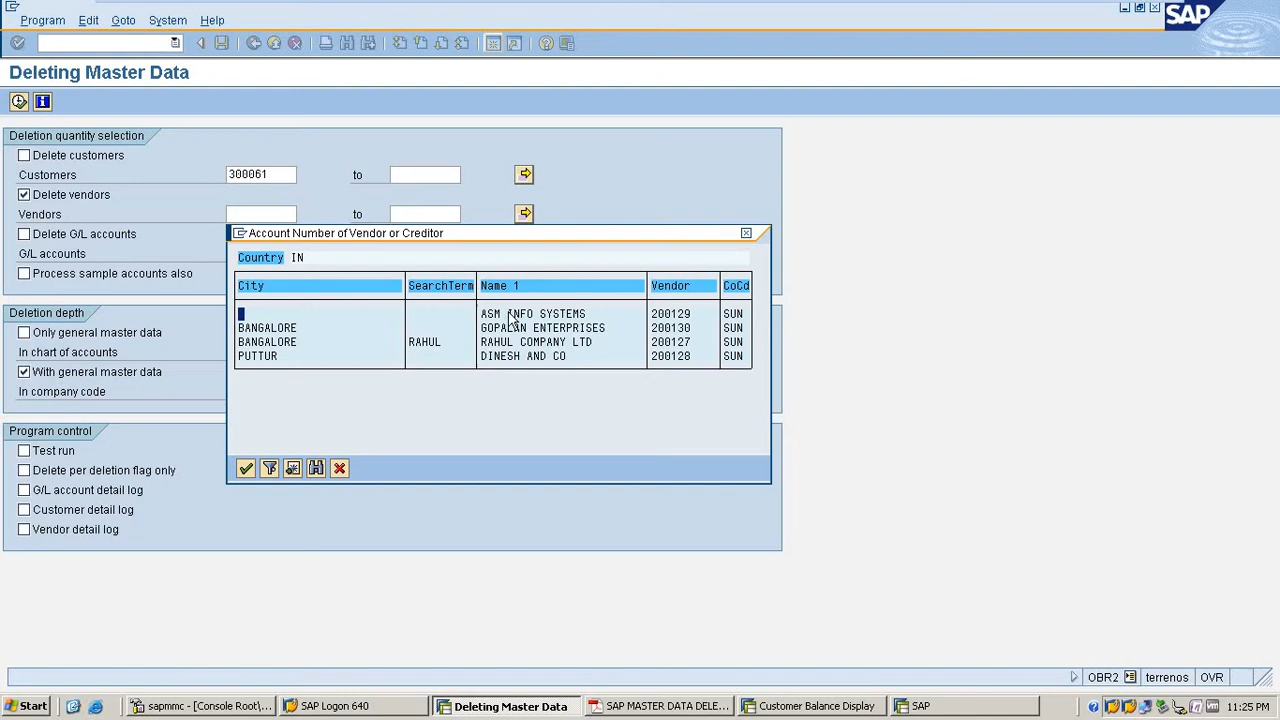 Program Edit Goto System Help
SAP
Deleting Master Data
Deletion quantity selection
Delete customers
Customers 300061 to
Delete vendors
Vendors to
Delete G/L accounts
G/L accounts
Process sample accounts also
Deletion depth
Only general master data
In chart of accounts
With general master data
In company code
Program control
Test run
Delete per deletion flag only
G/L account detail log
Customer detail log
Vendor detail log
Account Number of Vendor or Creditor
Country IN
City SearchTerm Name 1 Vendor CoCd
ASM INFO SYSTEMS 200129 SUN
BANGALORE GOPALAN ENTERPRISES 200130 SUN
BANGALORE RAHUL RAHUL COMPANY LTD 200127 SUN
PUTTUR DINESH AND CO 200128 SUN
OBR2 terrenos OVR
Start sapmmc - [Console Root\... SAP Logon 640 Deleting Master Data SAP MASTER DATA DELE... Customer Balance Display SAP 11:25 PM